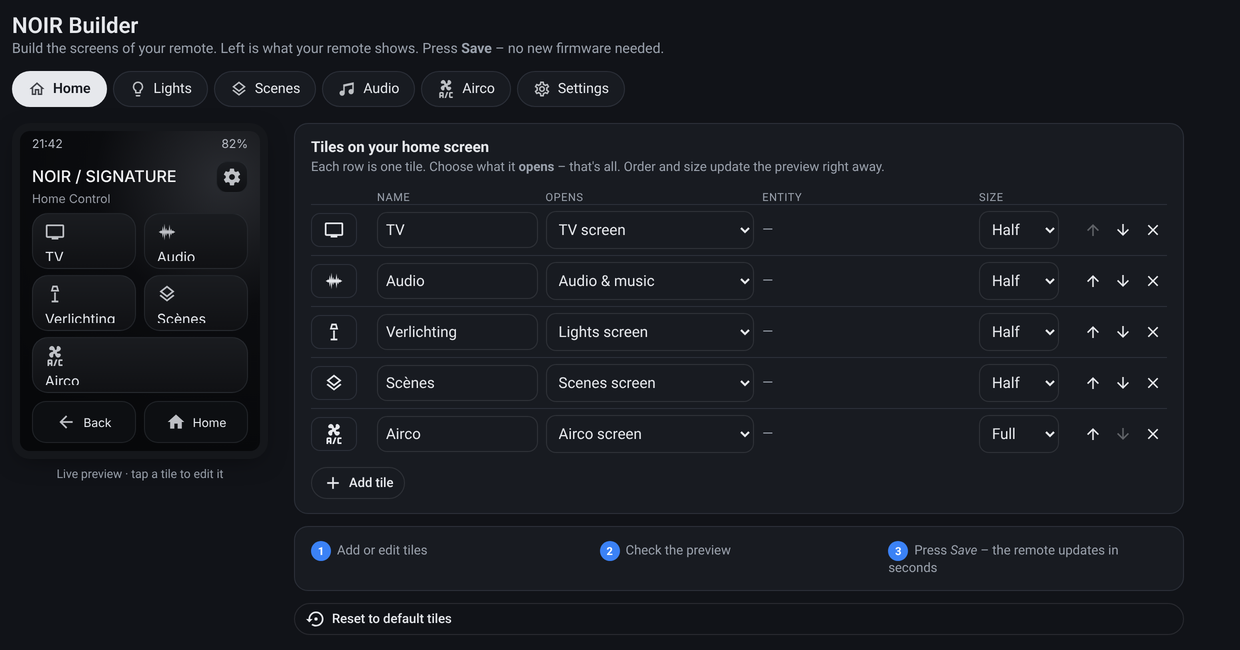 NOIR Builder
Build the screens of your remote. Left is what your remote shows. Press Save – no new firmware needed.
Home Lights Scenes Audio A/C Airco Settings
21:42 82%
NOIR / SIGNATURE
Home Control
TV Audio
Verlichting Scènes
A/C
Airco
Back Home
Live preview · tap a tile to edit it
Tiles on your home screen
Each row is one tile. Choose what it opens – that's all. Order and size update the preview right away.
NAME OPENS ENTITY SIZE
TV TV screen — Half
Audio Audio & music — Half
Verlichting Lights screen — Half
Scènes Scenes screen — Half
A/C Airco Airco screen — Full
Add tile
1 Add or edit tiles
2 Check the preview
3 Press Save – the remote updates in
seconds
Reset to default tiles